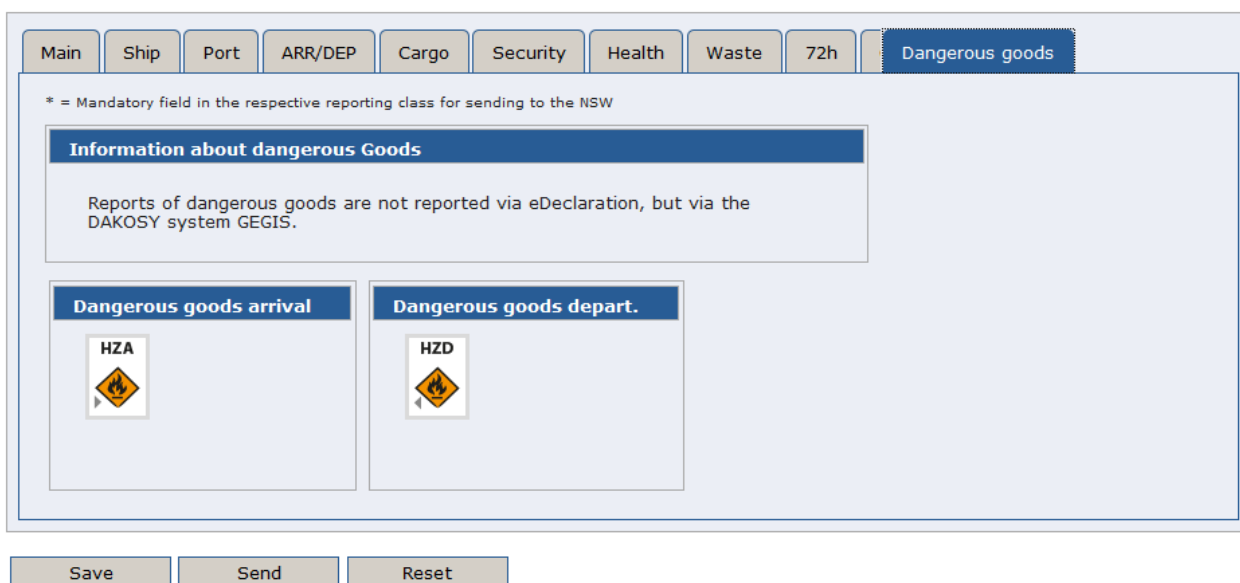 Main Ship Port ARR/DEP Cargo Security Health Waste 72h Dangerous goods
* = Mandatory field in the respective reporting class for sending to the NSW
Information about dangerous Goods
Reports of dangerous goods are not reported via eDeclaration, but via the
DAKOSY system GEGIS.
Dangerous goods arrival Dangerous goods depart.
HZA HZD
Save Send Reset